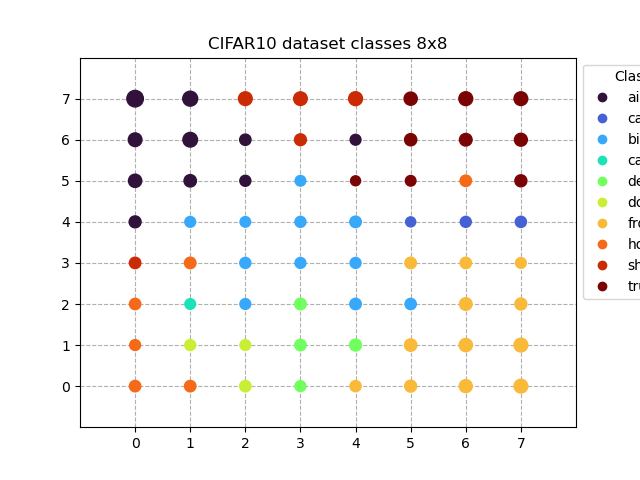 CIFAR10 dataset classes 8x8
7
6
5
4
3
2
1
0
0 1 2 3 4 5 6 7
Clas
ai
ca
bi
ca
de
do
fro
ho
sh
tru